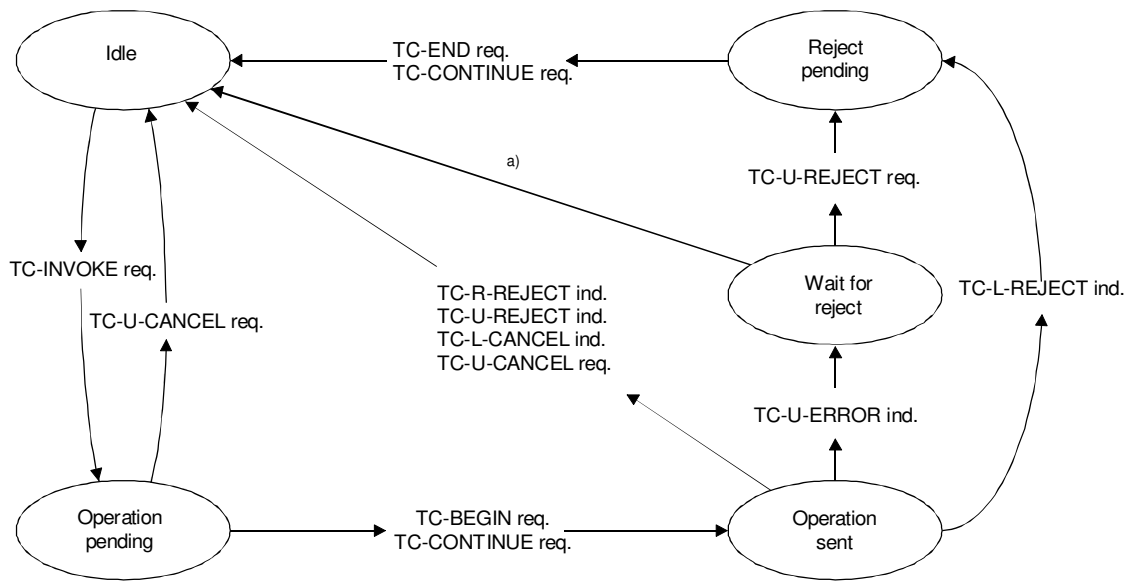 Idle
TC-END req.
TC-CONTINUE req.
Reject
pending
a)
TC-U-REJECT req.
TC-INVOKE req.
TC-U-CANCEL req.
TC-R-REJECT ind.
TC-U-REJECT ind.
TC-L-CANCEL ind.
TC-U-CANCEL req.
Wait for
reject
TC-L-REJECT ind.
TC-U-ERROR ind.
Operation
pending
TC-BEGIN req.
TC-CONTINUE req.
Operation
sent